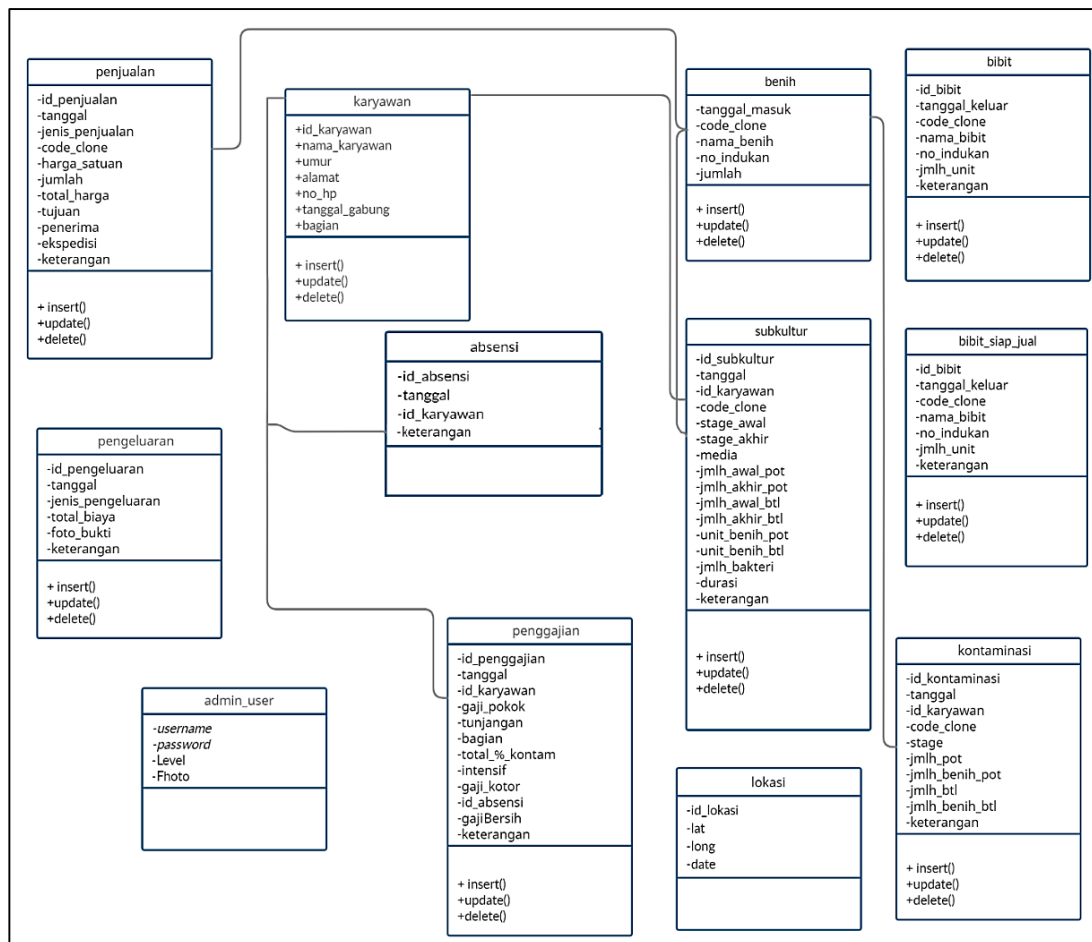 penjualan
-id_penjualan
-tanggal
-jenis_penjualan
-code_clone
-harga_satuan
-jumlah
-total_harga
-tujuan
-penerima
-ekspedisi
-keterangan
+ insert()
+update()
+delete()
karyawan
+id_karyawan
+nama_karyawan
+umur
+alamat
+no_hp
+tanggal_gabung
+bagian
+ insert()
+update()
+delete()
benih
-tanggal_masuk
-code_clone
-nama_benih
-no_indukan
-jumlah
+ insert()
+update()
+delete()
bibit
-id_bibit
-tanggal_keluar
-code_clone
-nama_bibit
-no_indukan
-jmlh_unit
-keterangan
+ insert()
+update()
+delete()
absensi
-id_absensi
-tanggal
-id_karyawan
-keterangan
subkultur
-id_subkultur
-tanggal
-id_karyawan
-code_clone
-stage_awal
-stage_akhir
-media
-jmlh_awal_pot
-jmlh_akhir_pot
-jmlh_awal_btl
-jmlh_akhir_btl
-unit_benih_pot
-unit_benih_btl
-jmlh_bakteri
-durasi
-keterangan
+ insert()
+update()
+delete()
bibit_siap_jual
-id_bibit
-tanggal_keluar
-code_clone
-nama_bibit
-no_indukan
-jmlh_unit
-keterangan
+ insert()
+update()
+delete()
pengeluaran
-id_pengeluaran
-tanggal
-jenis_pengeluaran
-total_biaya
-foto_bukti
-keterangan
+ insert()
+update()
+delete()
penggajian
-id_penggajian
-tanggal
-id_karyawan
-gaji_pokok
-tunjangan
-bagian
-total_%_kontam
-intensif
-gaji_kotor
-id_absensi
-gajiBersih
-keterangan
+ insert()
+update()
+delete()
kontaminasi
-id_kontaminasi
-tanggal
-id_karyawan
-code_clone
-stage
-jmlh_pot
-jmlh_benih_pot
-jmlh_btl
-jmlh_benih_btl
-keterangan
+ insert()
+update()
+delete()
admin_user
-username
-password
-Level
-Fhoto
lokasi
-id_lokasi
-lat
-long
-date